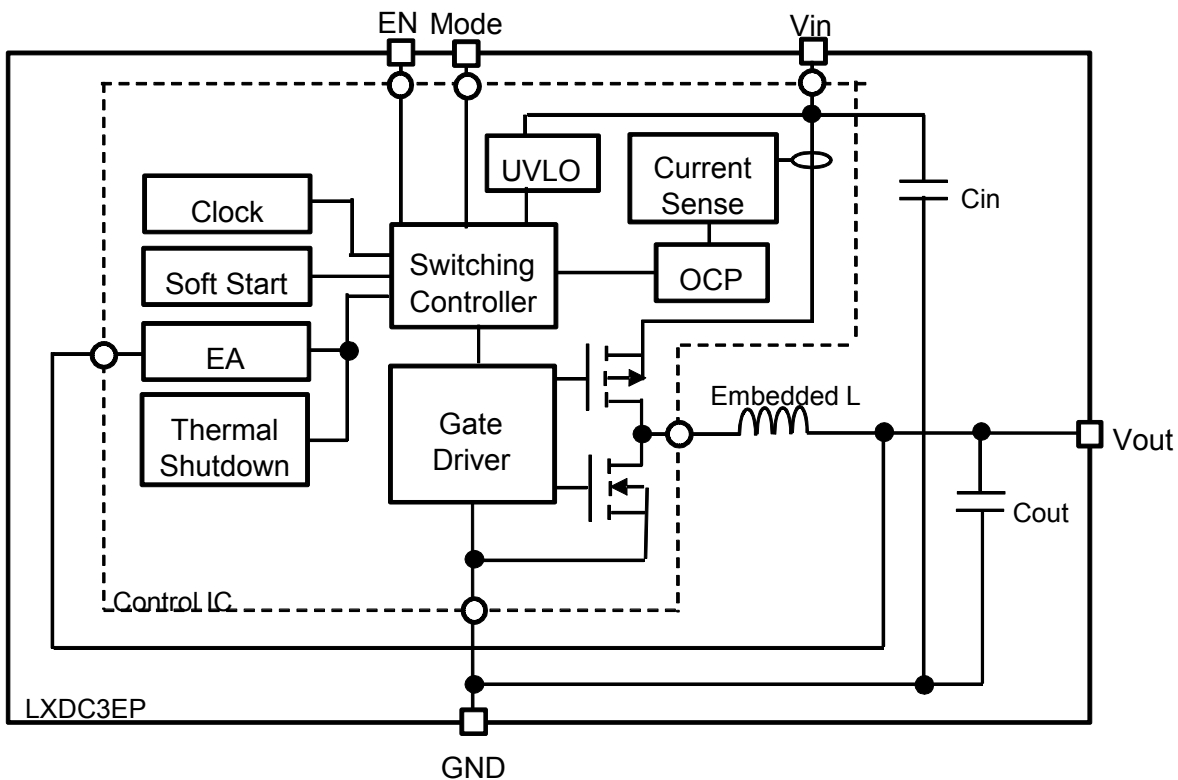 EN Mode Vin
UVLO
Current
Sense
Cin
Clock
Switching
Controller
Soft Start
OCP
EA
Embedded L
Thermal
Shutdown
Gate
Driver
Vout
Cout
Control IC
LXDC3EP
GND